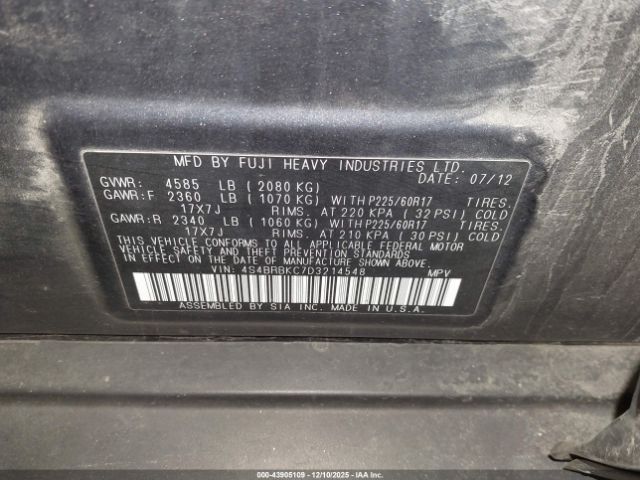 MFD BY FUJI HEAVY INDUSTRIES LTD.
DATE: 07/12
GVWR: 4585 LB ( 2080 KG)
GAWR:F 2360 LB ( 1070 KG) WITH P225/60R17 TIRES.
17X7J RIMS. AT 220 KPA ( 32 PSI) COLD
GAWR:R 2340 LB ( 1060 KG) WITH P225/60R17 TIRES.
17X7J RIMS. AT 210 KPA ( 30 PSI) COLD
THIS VEHICLE CONFORMS TO ALL APPLICABLE FEDERAL MOTOR
VEHICLE SAFETY AND THEFT PREVENTION STANDARDS
IN EFFECT ON THE DATE OF MANUFACTURE SHOWN ABOVE.
VIN: 4S4BRBKC7D3214548 MPV
ASSEMBLED BY SIA INC. MADE IN U.S.A.
000-43905109 - 12/10/2025 - IAAI.COM